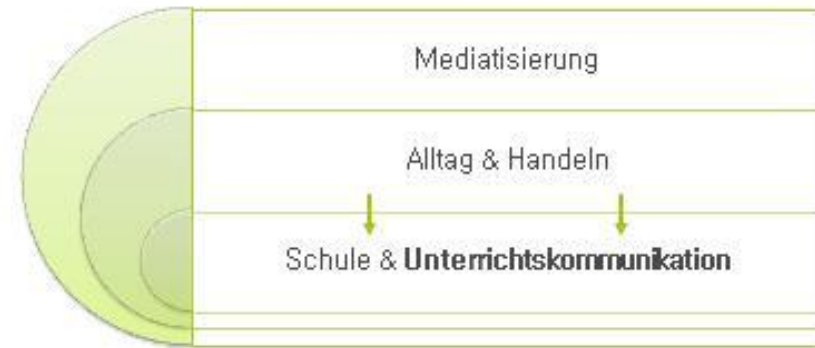 Mediatisierung
Alltag & Handeln
Schule & Unterrichtskommunikation